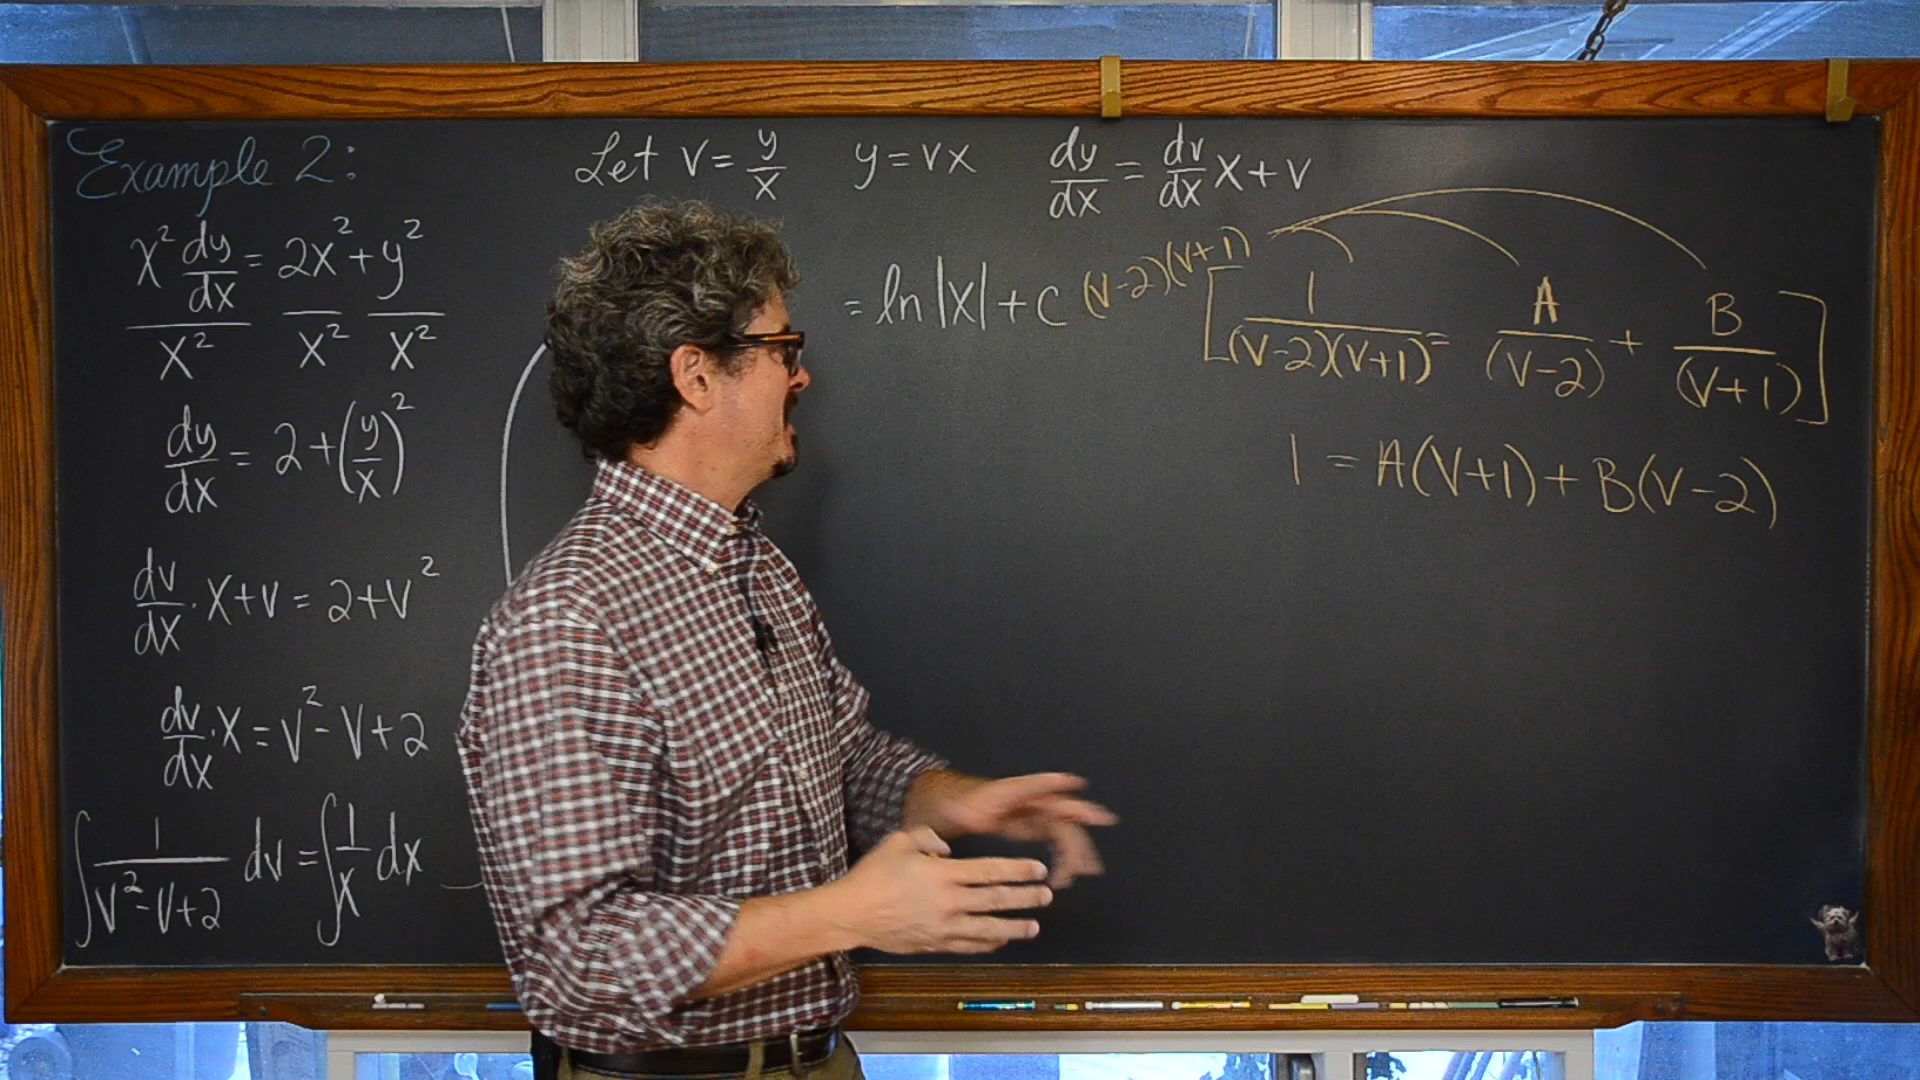 Example 2:
x² dy/dx = 2x² + y²
x² x² x²
dy/dx = 2 + (y/x)²
dv/dx · x + v = 2 + v²
dv/dx · x = v² - v + 2
∫ 1/(v² - v + 2) dv = ∫ 1/x dx
Let v = y/x y = vx dy/dx = dv/dx x + v
= ln|x| + c (v-2)(v+1) [ 1/((v-2)(v+1)) = A/(v-2) + B/(v+1) ]
1 = A(v+1) + B(v-2)